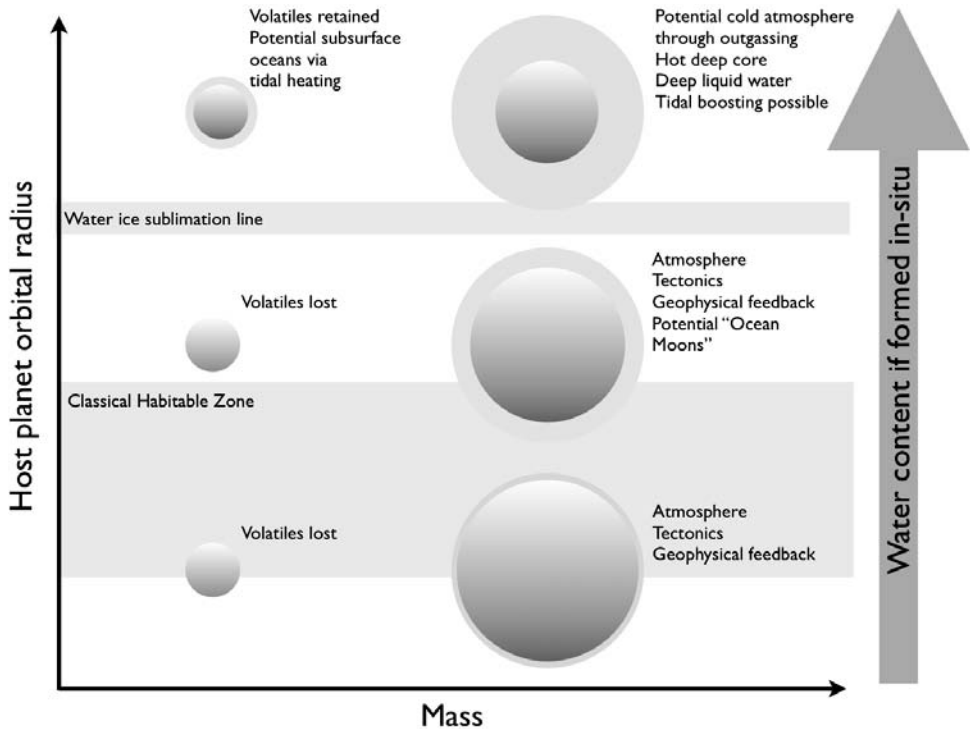 Volatiles retained
Potential subsurface
oceans via
tidal heating
Potential cold atmosphere
through outgassing
Hot deep core
Deep liquid water
Tidal boosting possible
Water ice sublimation line
Volatiles lost
Atmosphere
Tectonics
Geophysical feedback
Potential “Ocean
Moons”
Classical Habitable Zone
Volatiles lost
Atmosphere
Tectonics
Geophysical feedback
Host planet orbital radius
Mass
Water content if formed in-situ